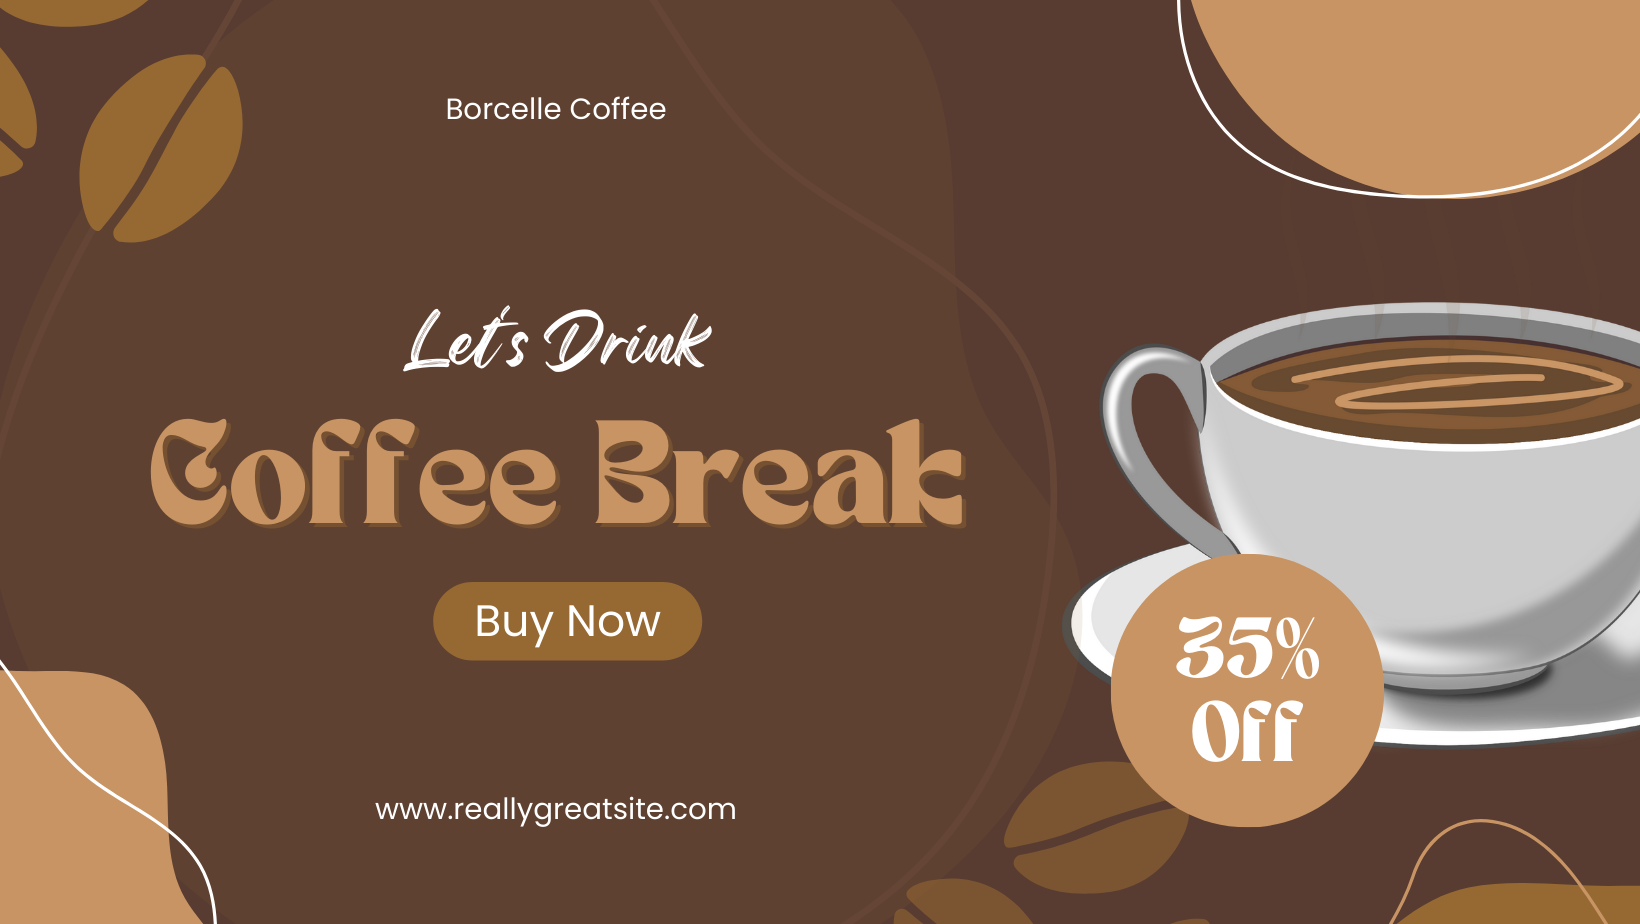 Borcelle Coffee
Let's Drink
Coffee Break
Buy Now
35%
Off
www.reallygreatsite.com